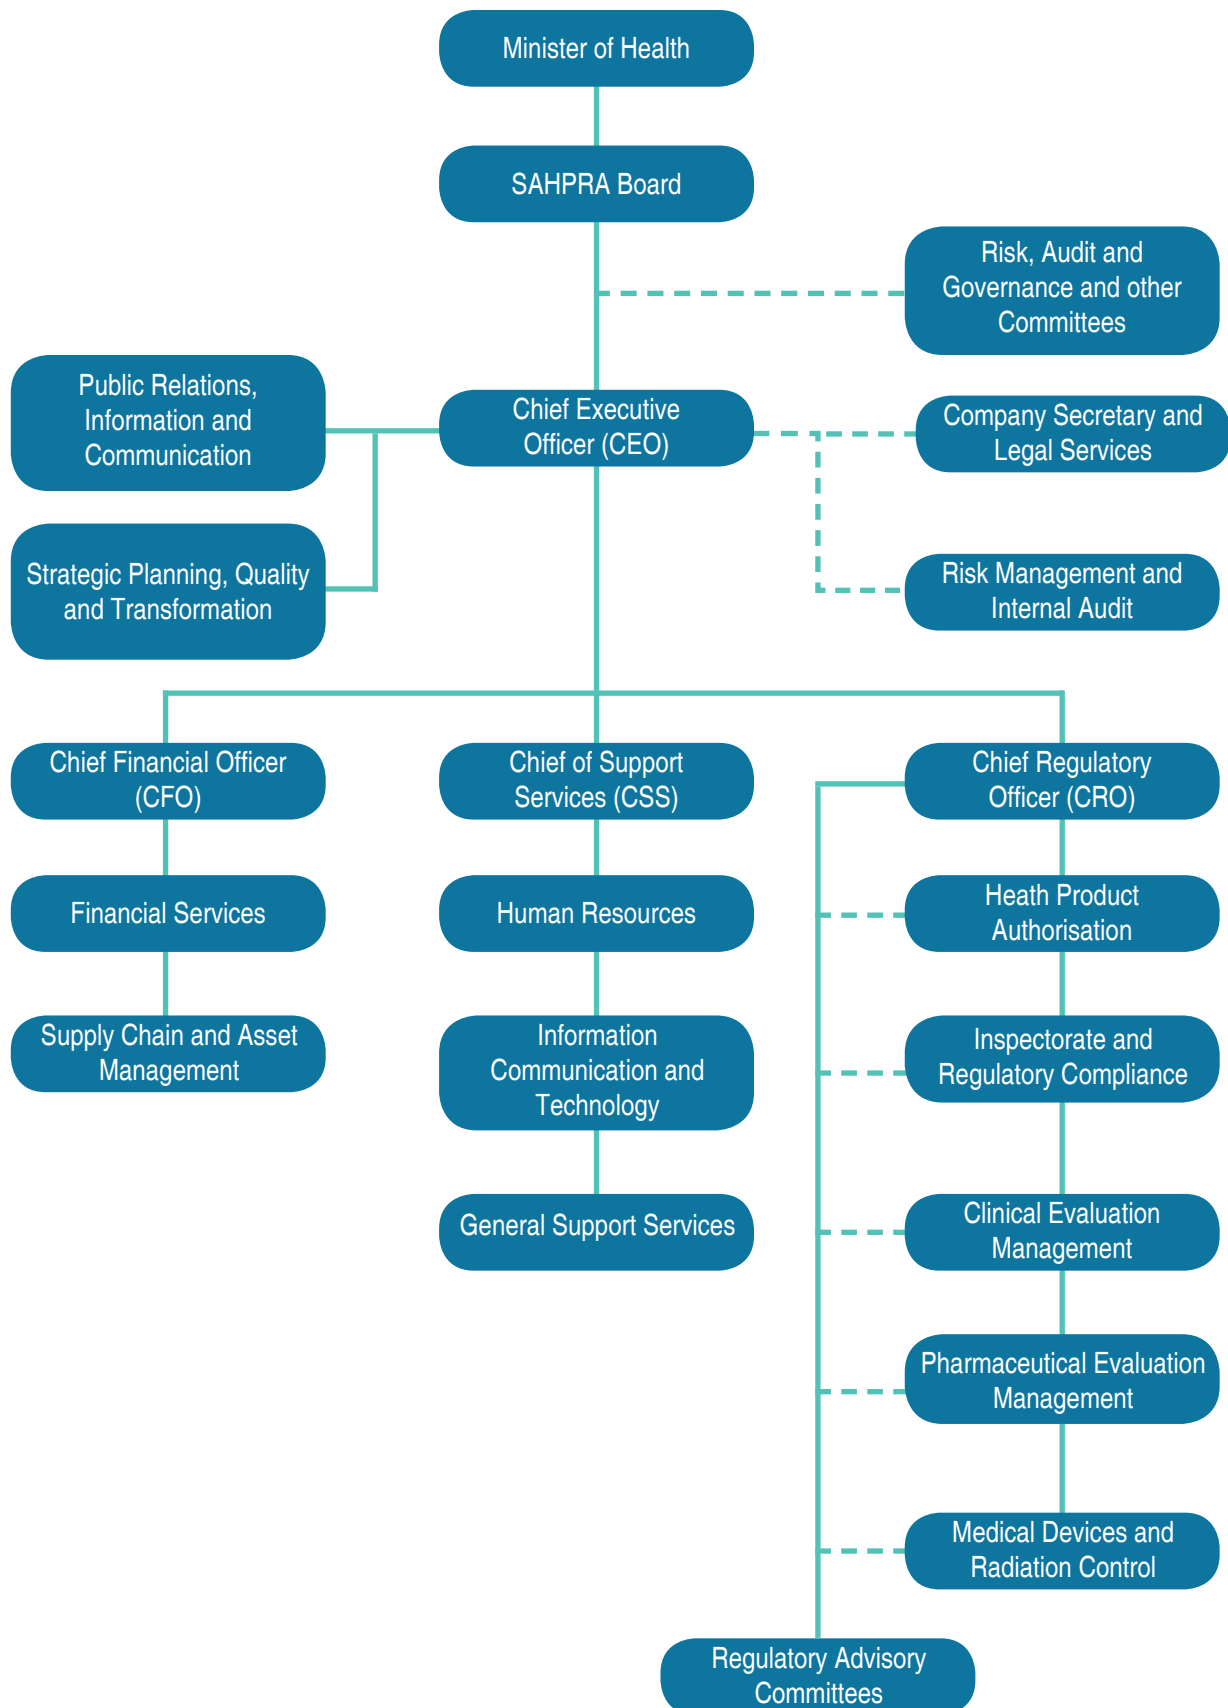 Minister of Health
SAHPRA Board
Risk, Audit and
Governance and other
Committees
Public Relations,
Information and
Communication
Chief Executive
Officer (CEO)
Company Secretary and
Legal Services
Strategic Planning, Quality
and Transformation
Risk Management and
Internal Audit
Chief Financial Officer
(CFO)
Chief of Support
Services (CSS)
Chief Regulatory
Officer (CRO)
Financial Services
Human Resources
Heath Product
Authorisation
Supply Chain and Asset
Management
Information
Communication and
Technology
Inspectorate and
Regulatory Compliance
General Support Services
Clinical Evaluation
Management
Pharmaceutical Evaluation
Management
Medical Devices and
Radiation Control
Regulatory Advisory
Committees